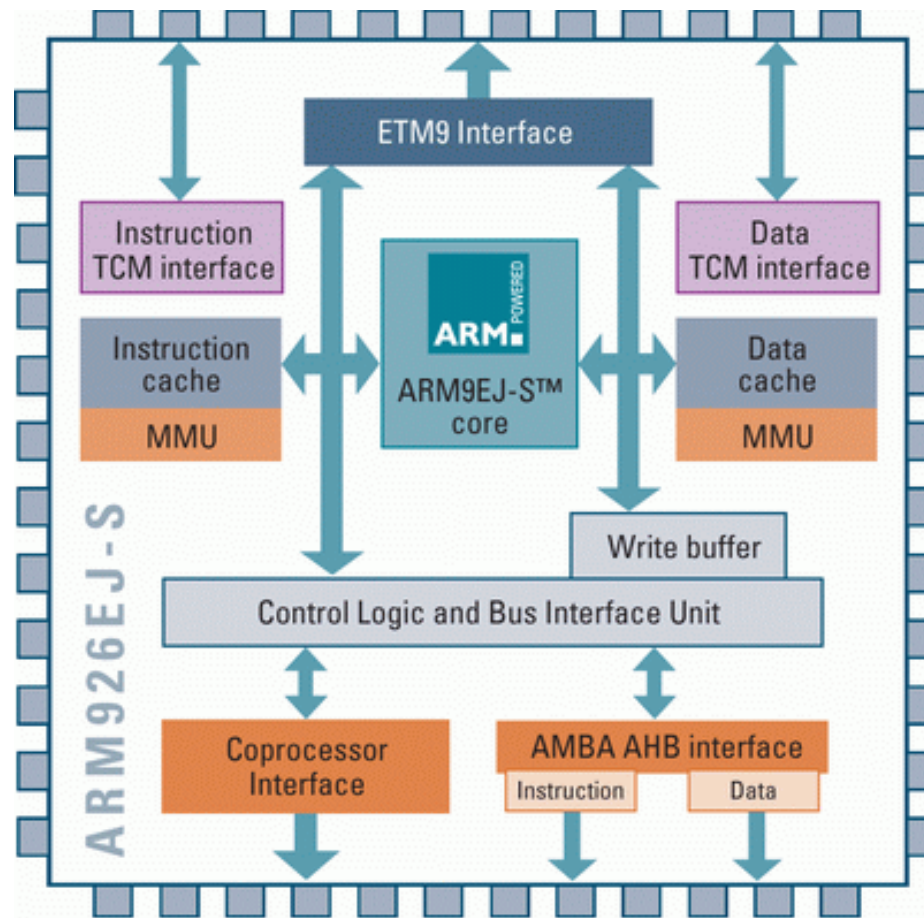 ETM9 Interface
Instruction
TCM interface
Data
TCM interface
ARM POWERED
ARM9EJ-S™
core
Instruction
cache
MMU
Data
cache
MMU
Write buffer
Control Logic and Bus Interface Unit
Coprocessor
Interface
AMBA AHB interface
Instruction
Data
ARM926EJ-S